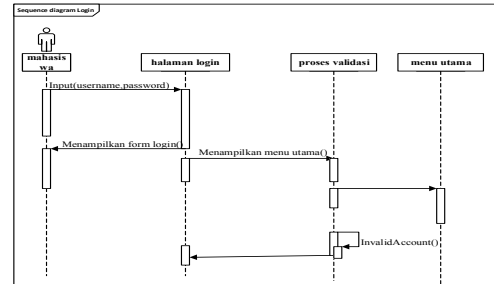 Sequence diagram Login
mahasis
wa
halaman login
proses validasi
menu utama
Input(username,password)
Menampilkan form login()
Menampilkan menu utama()
InvalidAccount()